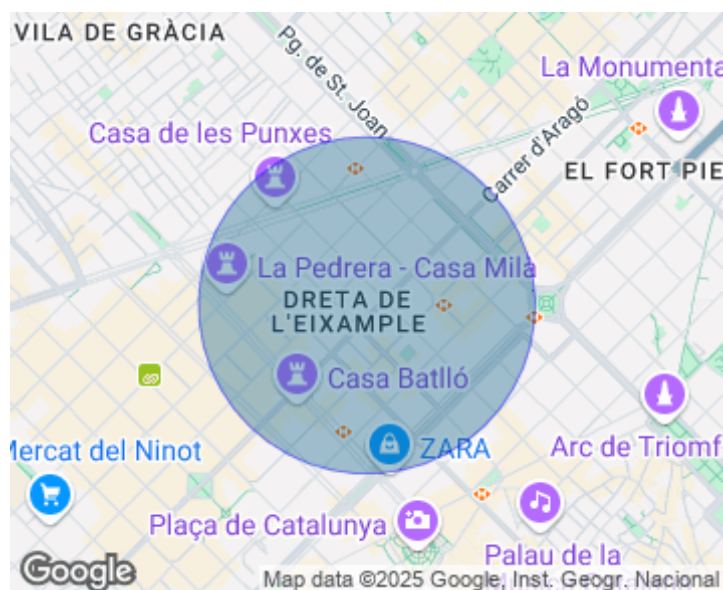 VILA DE GRÀCIA
Pg. de St. Joan
La Monumenta
Casa de les Punxes
Carrer d'Aragó
EL FORT PIE
La Pedrera - Casa Milà
DRETA DE
L'EIXAMPLE
Casa Batlló
Mercat del Ninot
ZARA
Arc de Triomf
Plaça de Catalunya
Palau de la
Google
Map data ©2025 Google, Inst. Geogr. Nacional